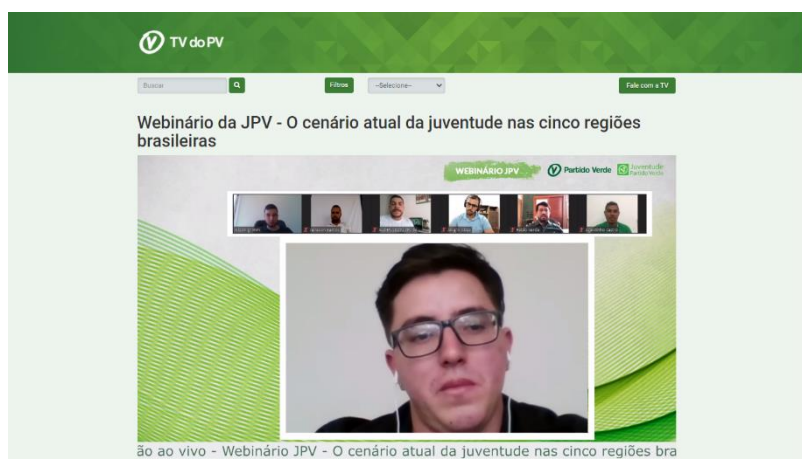 TV do PV
Buscar
Filtros
--Selecione--
Fale com a TV
Webinário da JPV - O cenário atual da juventude nas cinco regiões
brasileiras
WEBINÁRIO JPV
Partido Verde
Juventude
Partido Verde
ão ao vivo - Webinário JPV - O cenário atual da juventude nas cinco regiões bra